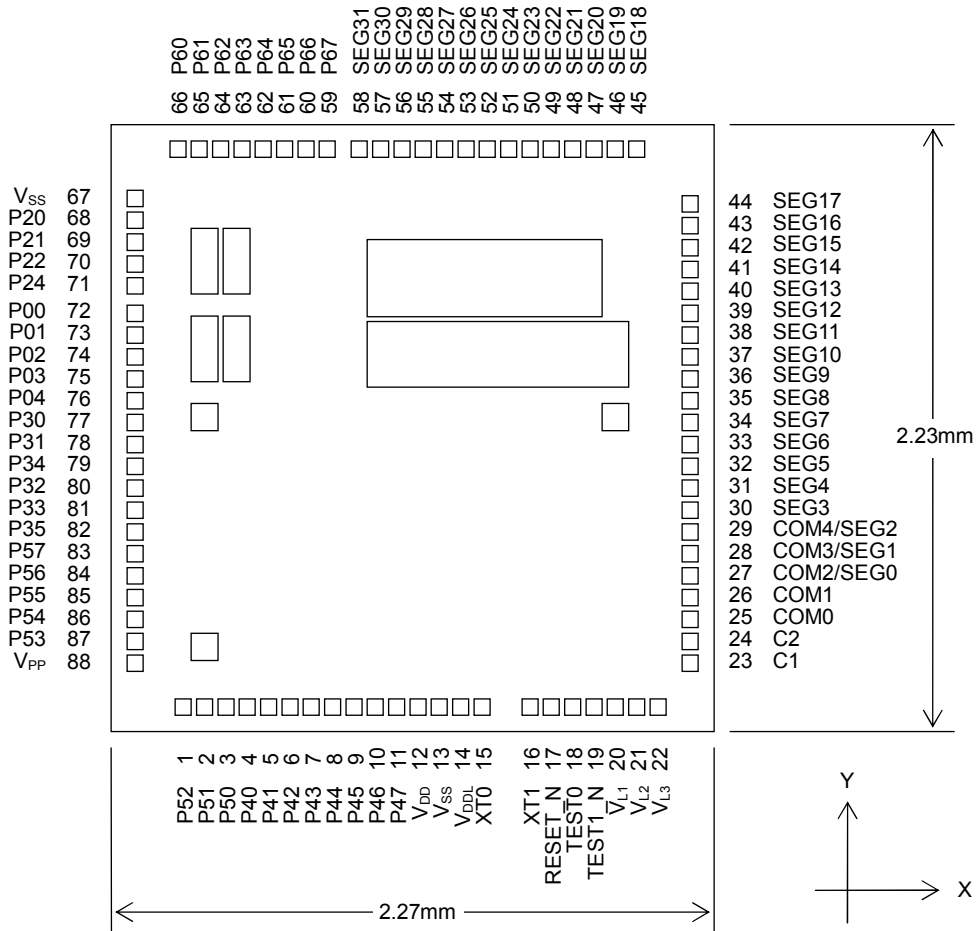 66 P60
65 P61
64 P62
63 P63
62 P64
61 P65
60 P66
59 P67
58 SEG31
57 SEG30
56 SEG29
55 SEG28
54 SEG27
53 SEG26
52 SEG25
51 SEG24
50 SEG23
49 SEG22
48 SEG21
47 SEG20
46 SEG19
45 SEG18
VSS 67
P20 68
P21 69
P22 70
P24 71
P00 72
P01 73
P02 74
P03 75
P04 76
P30 77
P31 78
P34 79
P32 80
P33 81
P35 82
P57 83
P56 84
P55 85
P54 86
P53 87
VPP 88
44 SEG17
43 SEG16
42 SEG15
41 SEG14
40 SEG13
39 SEG12
38 SEG11
37 SEG10
36 SEG9
35 SEG8
34 SEG7
33 SEG6
32 SEG5
31 SEG4
30 SEG3
29 COM4/SEG2
28 COM3/SEG1
27 COM2/SEG0
26 COM1
25 COM0
24 C2
23 C1
2.23mm
P52 1
P51 2
P50 3
P40 4
P41 5
P42 6
P43 7
P44 8
P45 9
P46 10
P47 11
VDD 12
VSS 13
VDDL 14
XT0 15
XT1 16
RESET_N 17
TEST0 18
TEST1_N 19
VL1 20
VL2 21
VL3 22
2.27mm
Y
X